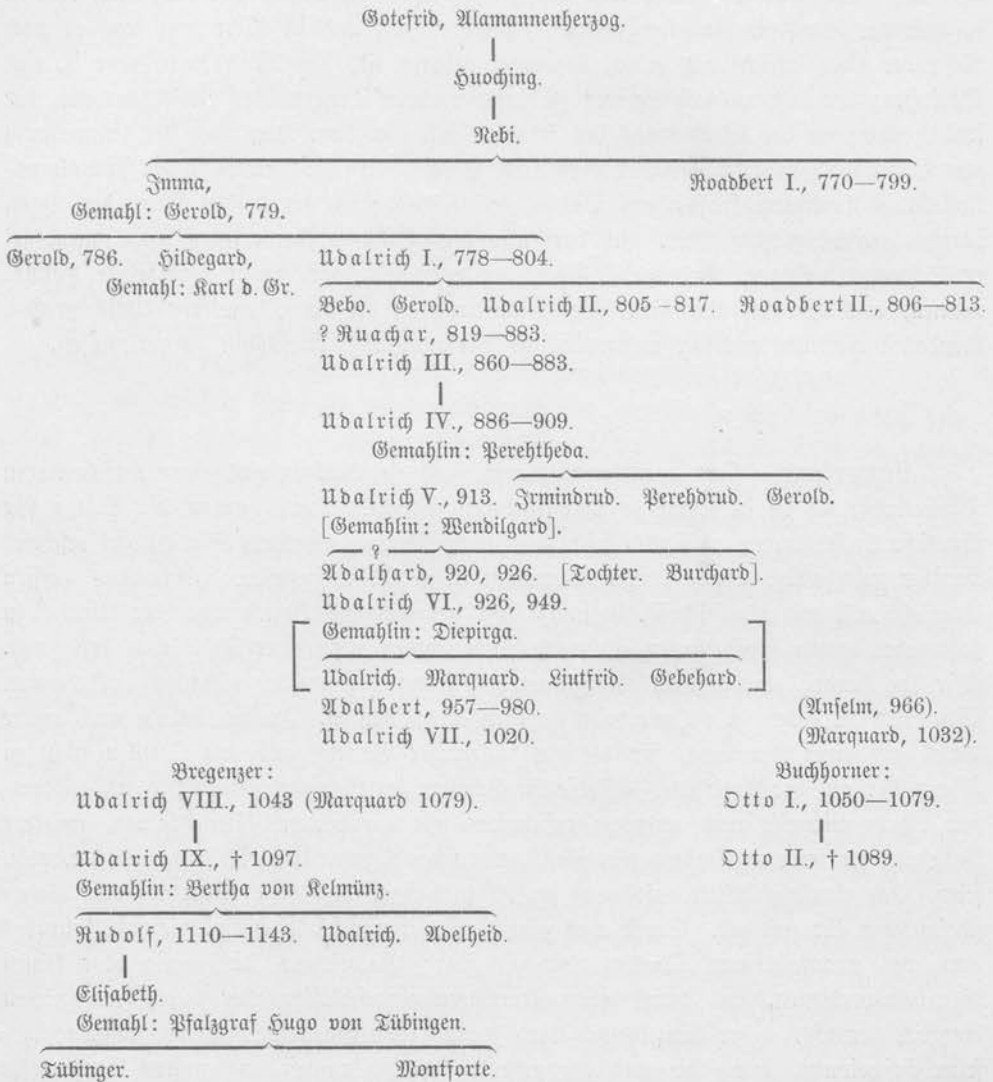 Gotefrid, Alamannenherzog.
Huoching.
Nebi.
Imma, Roadbert I., 770—799.
Gemahl: Gerold, 779.
Gerold, 786. Hildegard, Udalrich I., 778—804.
Gemahl: Karl d. Gr.
Bebo. Gerold. Udalrich II., 805-817. Roadbert II., 806—813.
? Ruachar, 819—883.
Udalrich III., 860—883.
Udalrich IV., 886—909.
Gemahlin: Perehtheda.
Udalrich V., 913. Irmindrud. Perehdrud. Gerold.
[Gemahlin: Wendilgard].
?
Adalhard, 920, 926. [Tochter. Burchard].
Udalrich VI., 926, 949.
[Gemahlin: Diepirga.
Udalrich. Marquard. Liutfrid. Gebehard.]
Adalbert, 957—980. (Anselm, 966).
Udalrich VII., 1020. (Marquard, 1032).
Bregenzer: Buchhorner:
Udalrich VIII., 1043 (Marquard 1079). Otto I., 1050—1079.
Udalrich IX., † 1097. Otto II., † 1089.
Gemahlin: Bertha von Kelmünz.
Rudolf, 1110—1143. Udalrich. Adelheid.
Elisabeth.
Gemahl: Pfalzgraf Hugo von Tübingen.
Tübinger. Montforte.